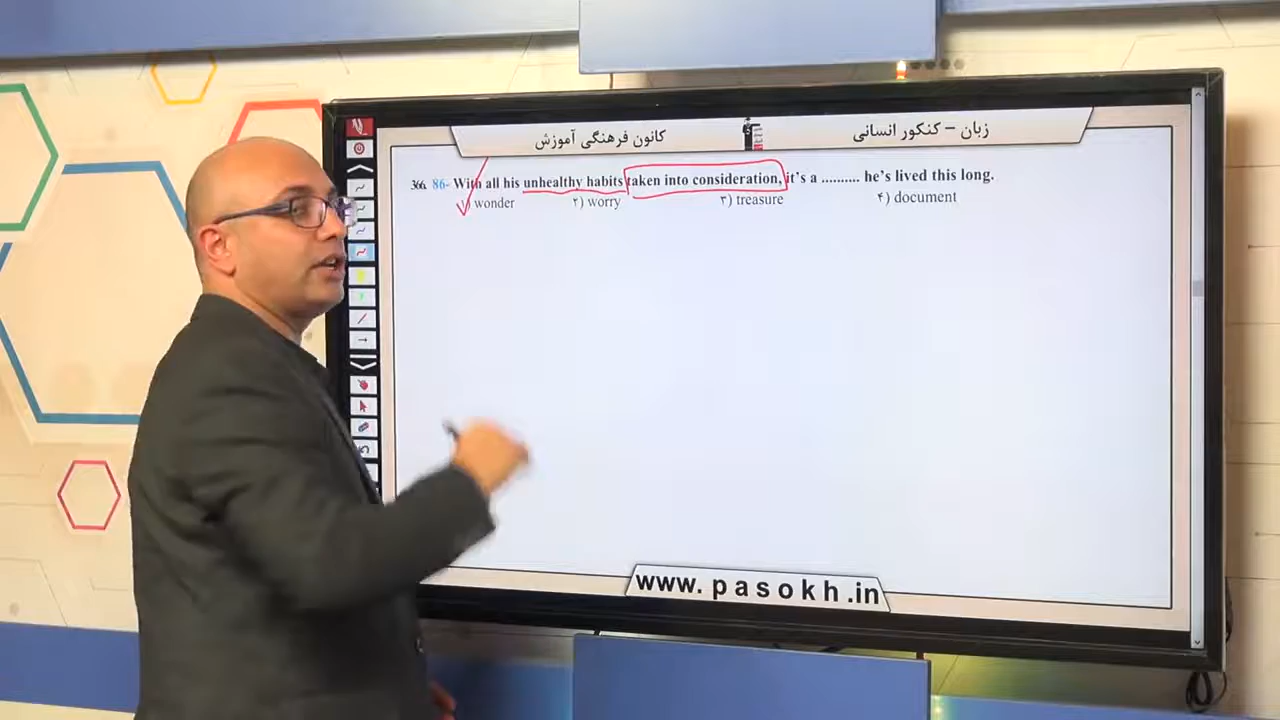 کانون فرهنگی آموزش
زبان - کنکور انسانی
366. 86- With all his unhealthy habits taken into consideration, it's a .......... he's lived this long.
wonder ۲) worry ۳) treasure ۴) document
www.pasokh.in